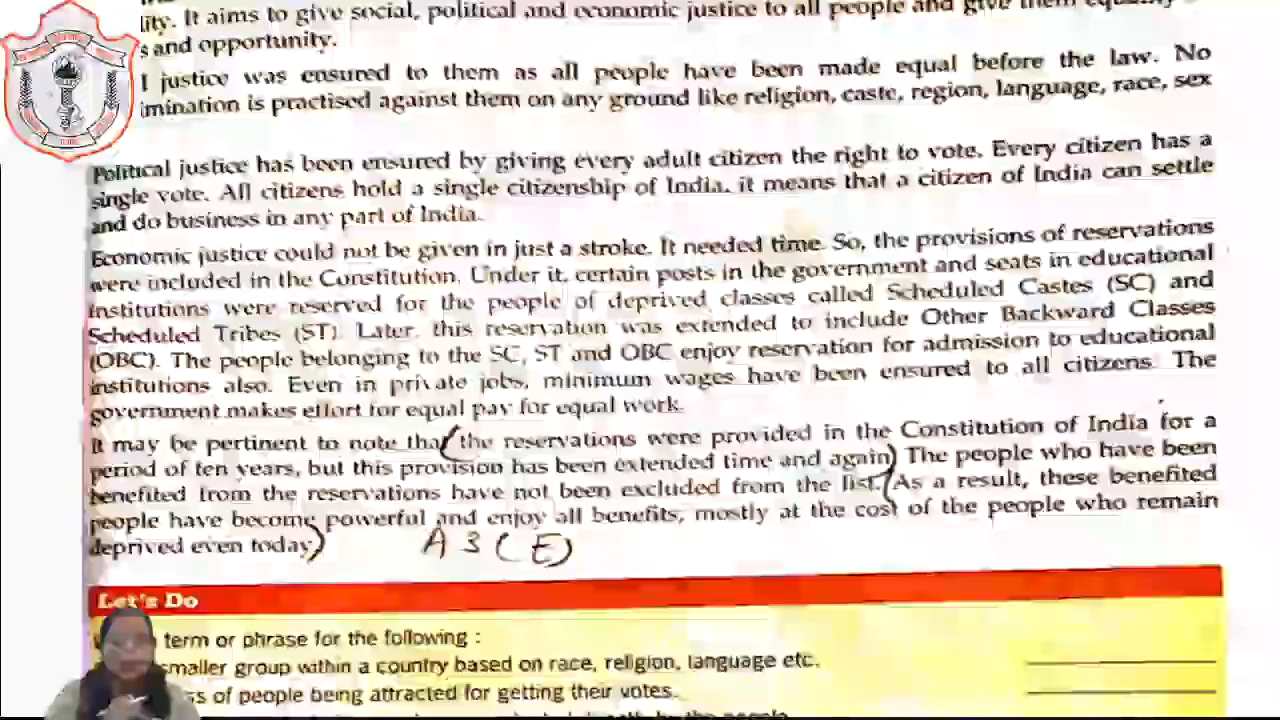 lity. It aims to give social, political and economic justice to all people and give them equality
s and opportunity.
l justice was ensured to them as all people have been made equal before the law. No
imination is practised against them on any ground like religion, caste, region, language, race, sex
Political justice has been ensured by giving every adult citizen the right to vote. Every citizen has a
single vote. All citizens hold a single citizenship of India, it means that a citizen of India can settle
and do business in any part of India.
Economic justice could not be given in just a stroke. It needed time. So, the provisions of reservations
were included in the Constitution. Under it, certain posts in the government and seats in educational
institutions were reserved for the people of deprived classes called Scheduled Castes (SC) and
Scheduled Tribes (ST). Later, this reservation was extended to include Other Backward Classes
(OBC). The people belonging to the SC, ST and OBC enjoy reservation for admission to educational
institutions also. Even in private jobs, minimum wages have been ensured to all citizens. The
government makes effort for equal pay for equal work.
It may be pertinent to note that (the reservations were provided in the Constitution of India for a
period of ten years, but this provision has been extended time and again) The people who have been
benefited from the reservations have not been excluded from the list. (As a result, these benefited
people have become powerful and enjoy all benefits, mostly at the cost of the people who remain
deprived even today) A 3 (E)
Let's Do
term or phrase for the following :
smaller group within a country based on race, religion, language etc.
ss of people being attracted for getting their votes.
by the people